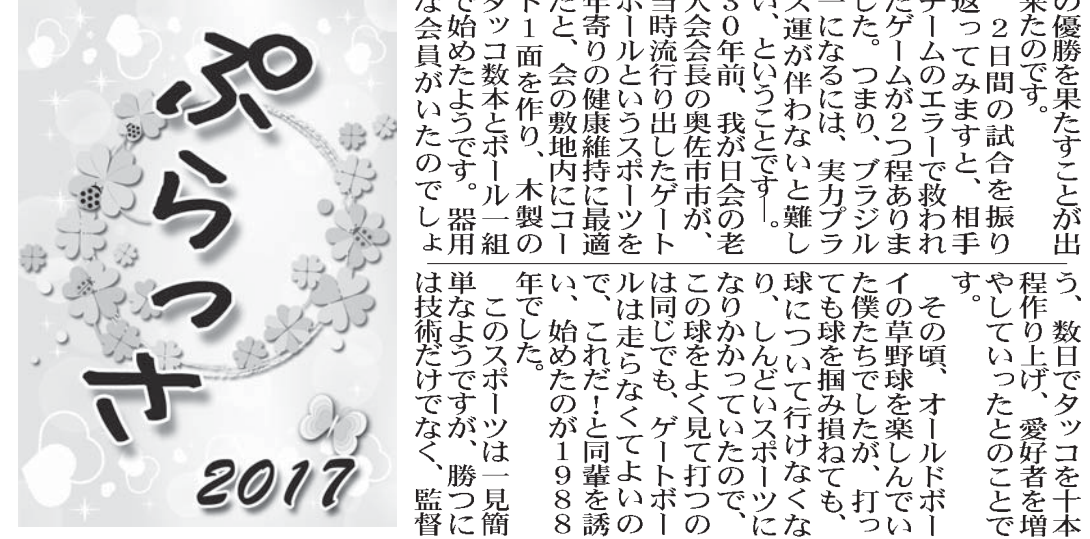 の優勝を果たすことが出
来たのです。
２日間の試合を振り
返ってみますと、相手
チームのエラーで救われ
たゲームが２つ程ありま
した。つまり、ブラジル
一になるには、実力プラ
ス運が伴わないと難し
い、ということです―。
３０年前、我が日会の老
人会会長の奥佐市市が、
当時流行り出したゲート
ボールというスポーツを
年寄りの健康維持に最適
だと、会の敷地内にコー
ト１面を作り、木製の
タッコ数本とボール一組
で始めたようです。器用
な会員がいたのでしょ
う、数日でタッコを十本
程作り上げ、愛好者を増
やしていったとのことで
す。
その頃、オールドボー
イの草野球を楽しんでい
た僕たちでしたが、打っ
ても球を掴み損ねても、
球について行けなくな
り、しんどいスポーツに
なりかかっていたので、
この球をよく見て打つの
は同じでも、ゲートボー
ルは走らなくてよいの
で、これだ！と同輩を誘
い、始めたのが１９８８
年でした。
このスポーツは一見簡
単なようですが、勝つに
は技術だけでなく、監督
ぷらっさ
2017